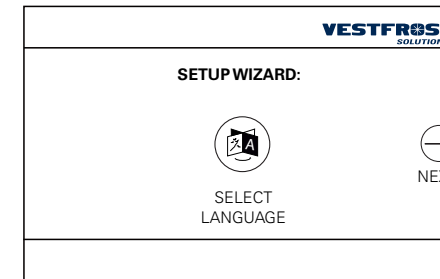 VESTFROS
SOLUTION
SETUP WIZARD:
SELECT
LANGUAGE